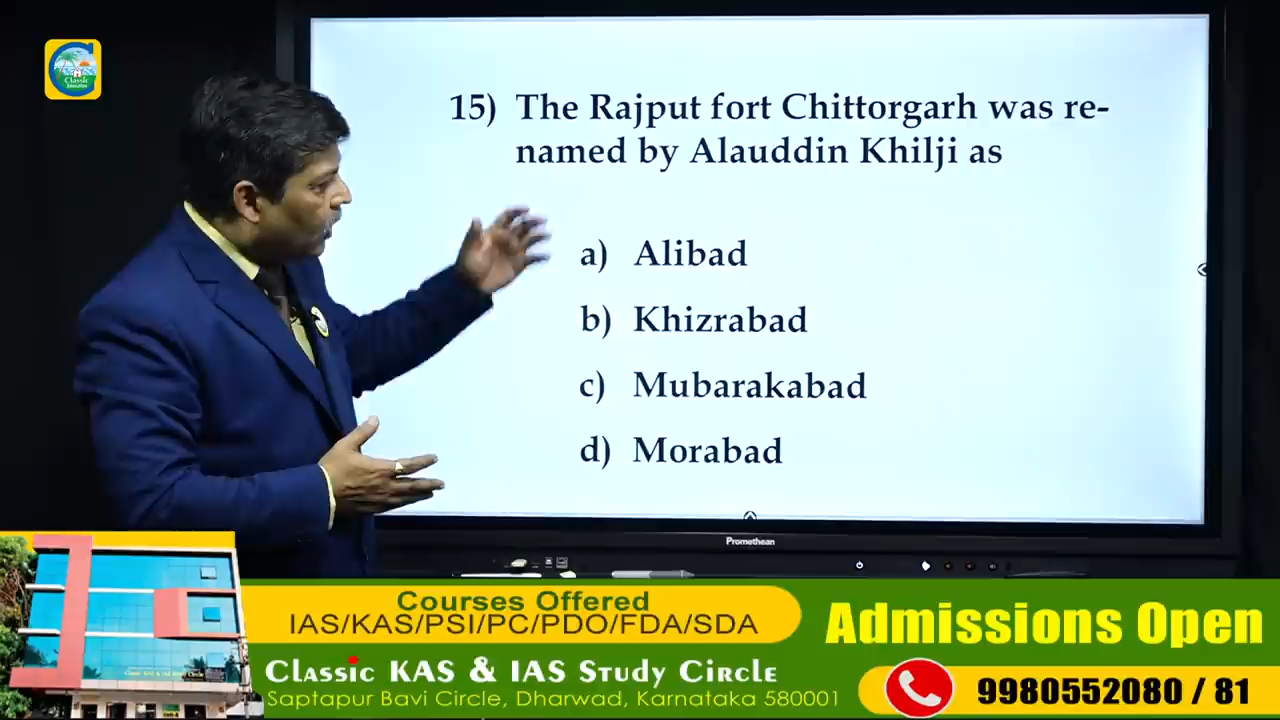 Classic
Education
15) The Rajput fort Chittorgarh was re-
named by Alauddin Khilji as
a) Alibad
b) Khizrabad
c) Mubarakabad
d) Morabad
Promethean
Courses Offered
IAS/KAS/PSI/PC/PDO/FDA/SDA
Admissions Open
Classic KAS & IAS Study Circle
Saptapur Bavi Circle, Dharwad, Karnataka 580001
9980552080 / 81